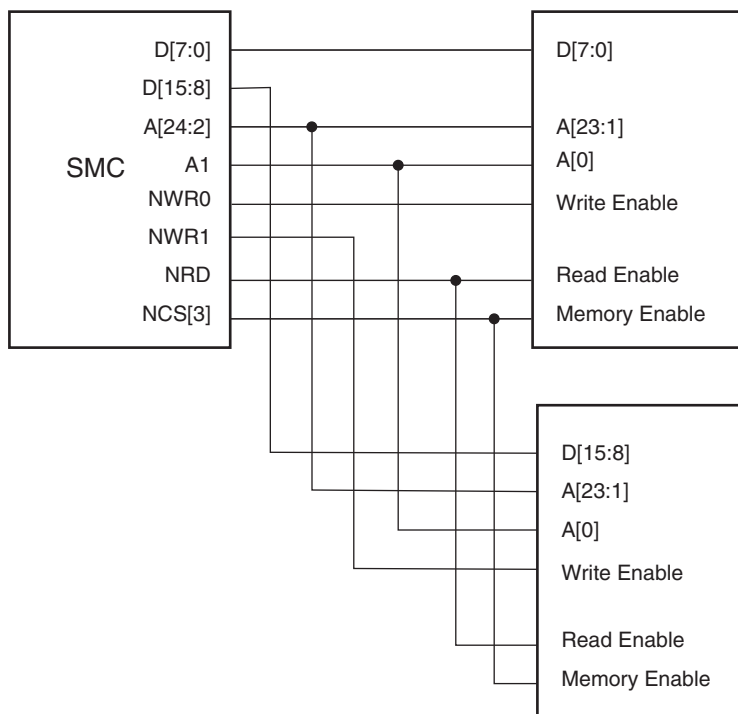 SMC
D[7:0]
D[15:8]
A[24:2]
A1
NWR0
NWR1
NRD
NCS[3]
D[7:0]
A[23:1]
A[0]
Write Enable
Read Enable
Memory Enable
D[15:8]
A[23:1]
A[0]
Write Enable
Read Enable
Memory Enable